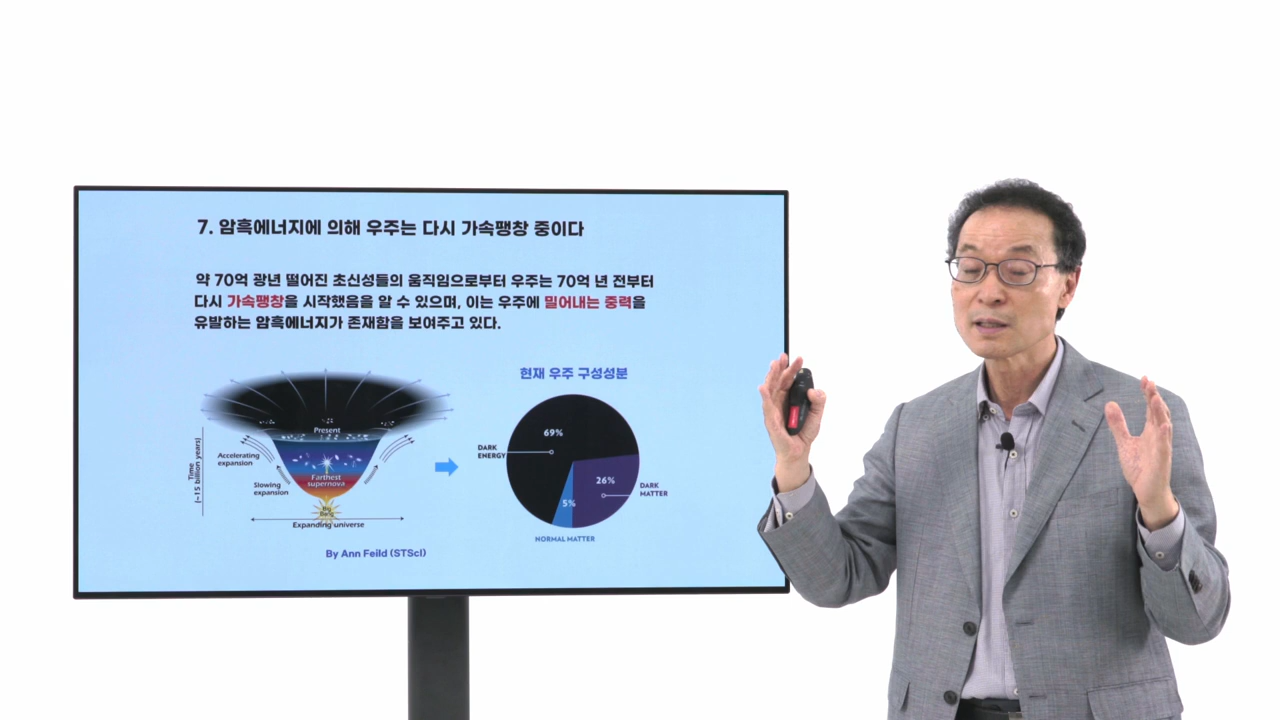 7. 암흑에너지에 의해 우주는 다시 가속팽창 중이다
약 70억 광년 떨어진 초신성들의 움직임으로부터 우주는 70억 년 전부터
다시 가속팽창을 시작했음을 알 수 있으며, 이는 우주에 밀어내는 중력을
유발하는 암흑에너지가 존재함을 보여주고 있다.
Present
Accelerating
expansion
Slowing
expansion
Farthest
supernova
Big
Bang
Expanding universe
Time
(~15 billion years)
By Ann Feild (STScI)
현재 우주 구성성분
69%
DARK
ENERGY
26%
DARK
MATTER
5%
NORMAL MATTER